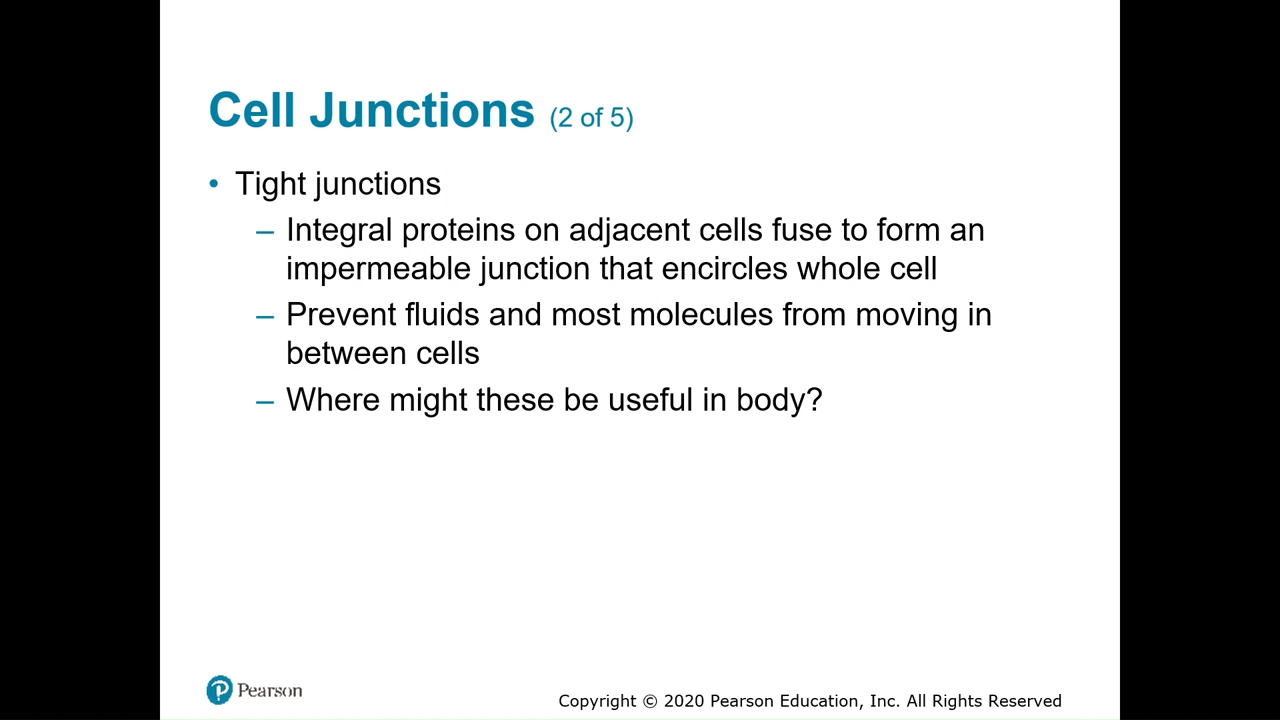 Cell Junctions (2 of 5)
• Tight junctions
– Integral proteins on adjacent cells fuse to form an
impermeable junction that encircles whole cell
– Prevent fluids and most molecules from moving in
between cells
– Where might these be useful in body?
P Pearson
Copyright © 2020 Pearson Education, Inc. All Rights Reserved